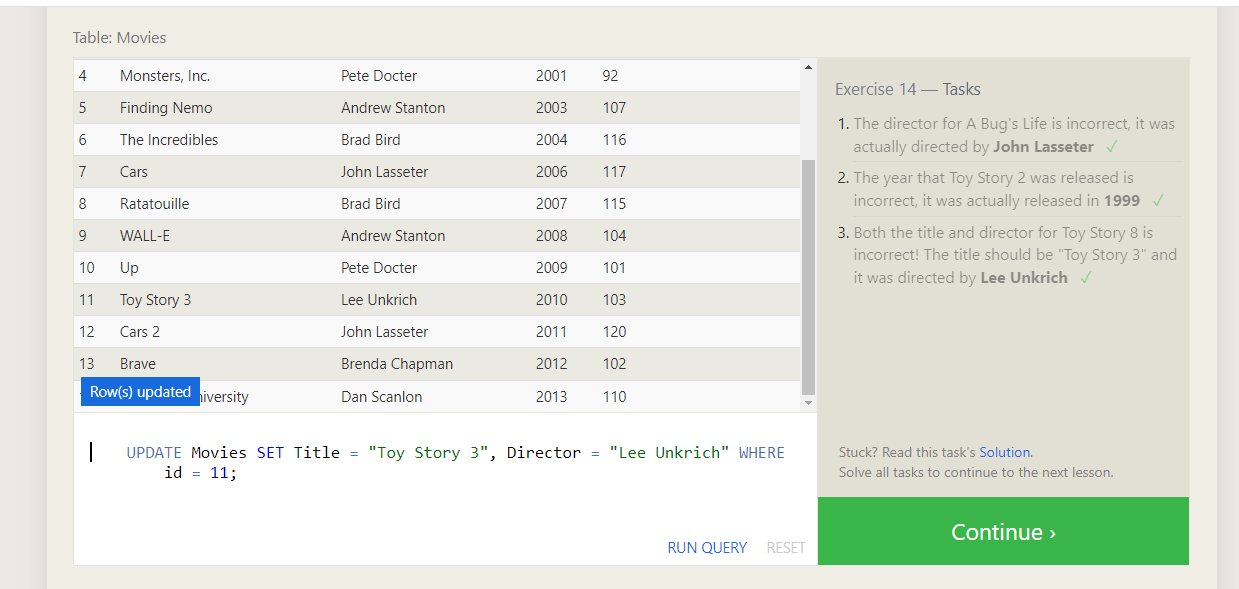 Table: Movies
4 Monsters, Inc. Pete Docter 2001 92
5 Finding Nemo Andrew Stanton 2003 107
6 The Incredibles Brad Bird 2004 116
7 Cars John Lasseter 2006 117
8 Ratatouille Brad Bird 2007 115
9 WALL-E Andrew Stanton 2008 104
10 Up Pete Docter 2009 101
11 Toy Story 3 Lee Unkrich 2010 103
12 Cars 2 John Lasseter 2011 120
13 Brave Brenda Chapman 2012 102
Row(s) updated
iversity Dan Scanlon 2013 110
UPDATE Movies SET Title = "Toy Story 3", Director = "Lee Unkrich" WHERE
id = 11;
RUN QUERY RESET
Exercise 14 — Tasks
1. The director for A Bug's Life is incorrect, it was
actually directed by John Lasseter ✓
2. The year that Toy Story 2 was released is
incorrect, it was actually released in 1999 ✓
3. Both the title and director for Toy Story 8 is
incorrect! The title should be "Toy Story 3" and
it was directed by Lee Unkrich ✓
Stuck? Read this task's Solution.
Solve all tasks to continue to the next lesson.
Continue ›